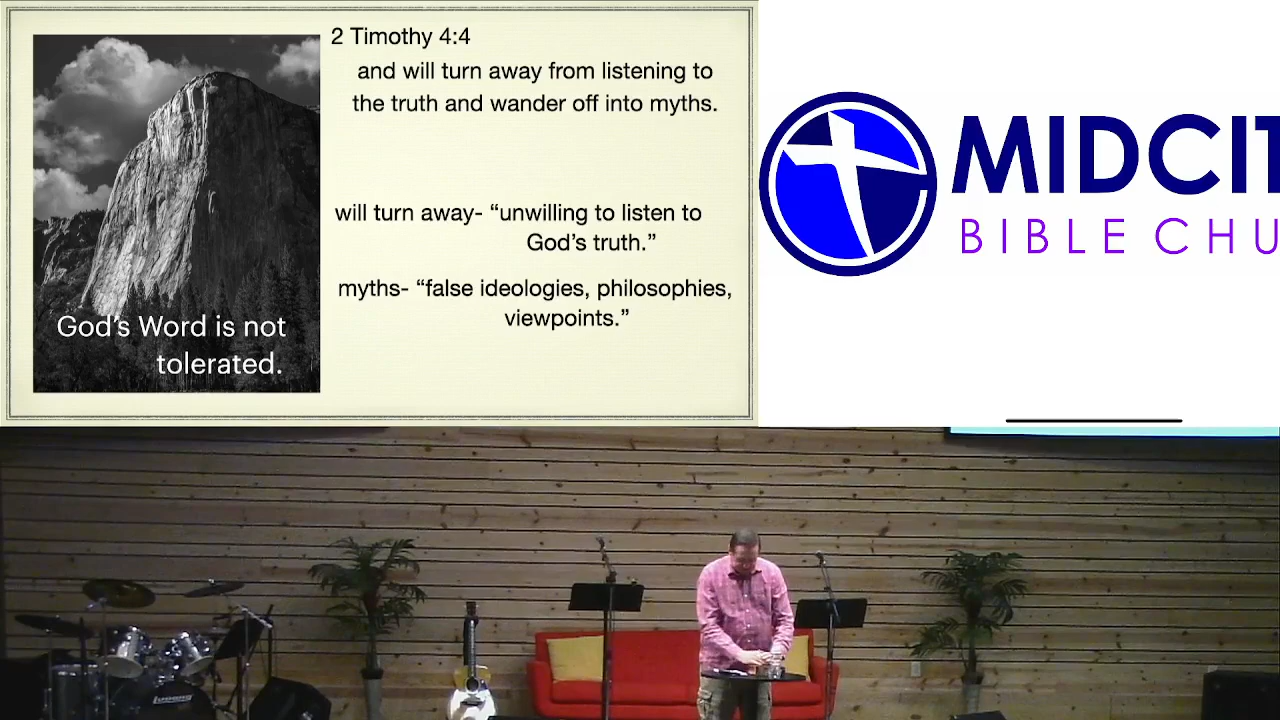 2 Timothy 4:4
and will turn away from listening to
the truth and wander off into myths.
will turn away- “unwilling to listen to
God’s truth.”
myths- “false ideologies, philosophies,
viewpoints.”
God’s Word is not
tolerated.
MIDCIT
BIBLE CHU
LUDWIG